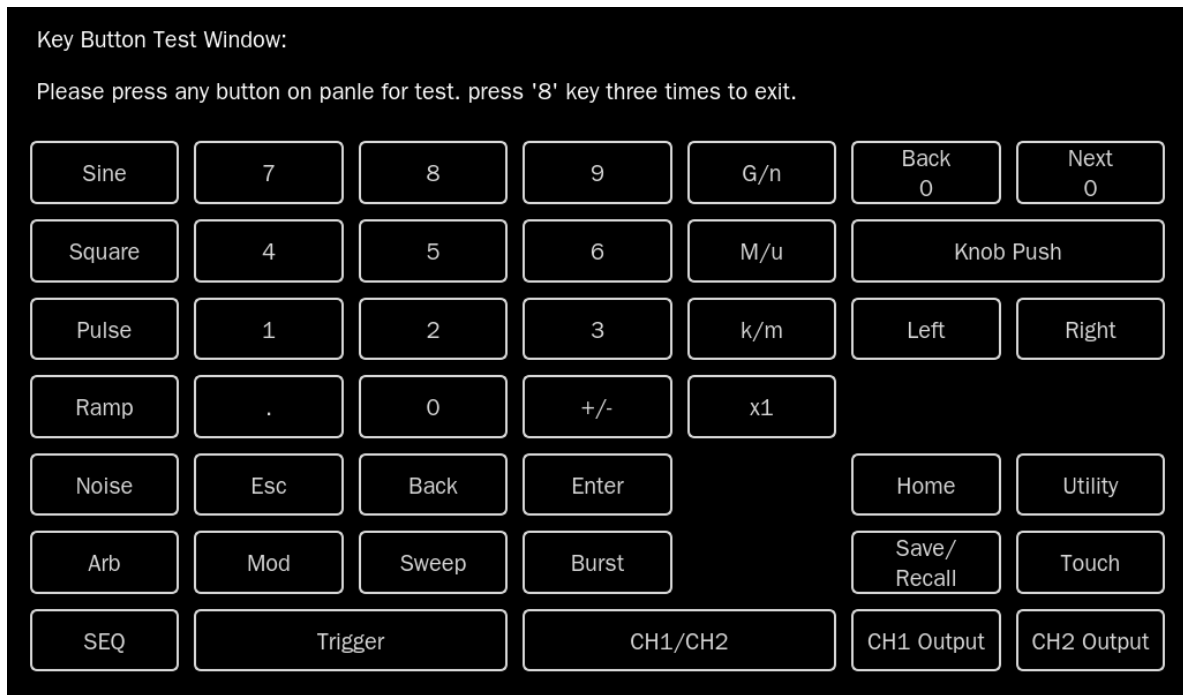 Key Button Test Window:
Please press any button on panle for test. press '8' key three times to exit.
Sine 7 8 9 G/n Back Next
0 0
Square 4 5 6 M/u Knob Push
Pulse 1 2 3 k/m Left Right
Ramp . 0 +/- x1
Noise Esc Back Enter Home Utility
Arb Mod Sweep Burst Save/
Recall Touch
SEQ Trigger CH1/CH2 CH1 Output CH2 Output